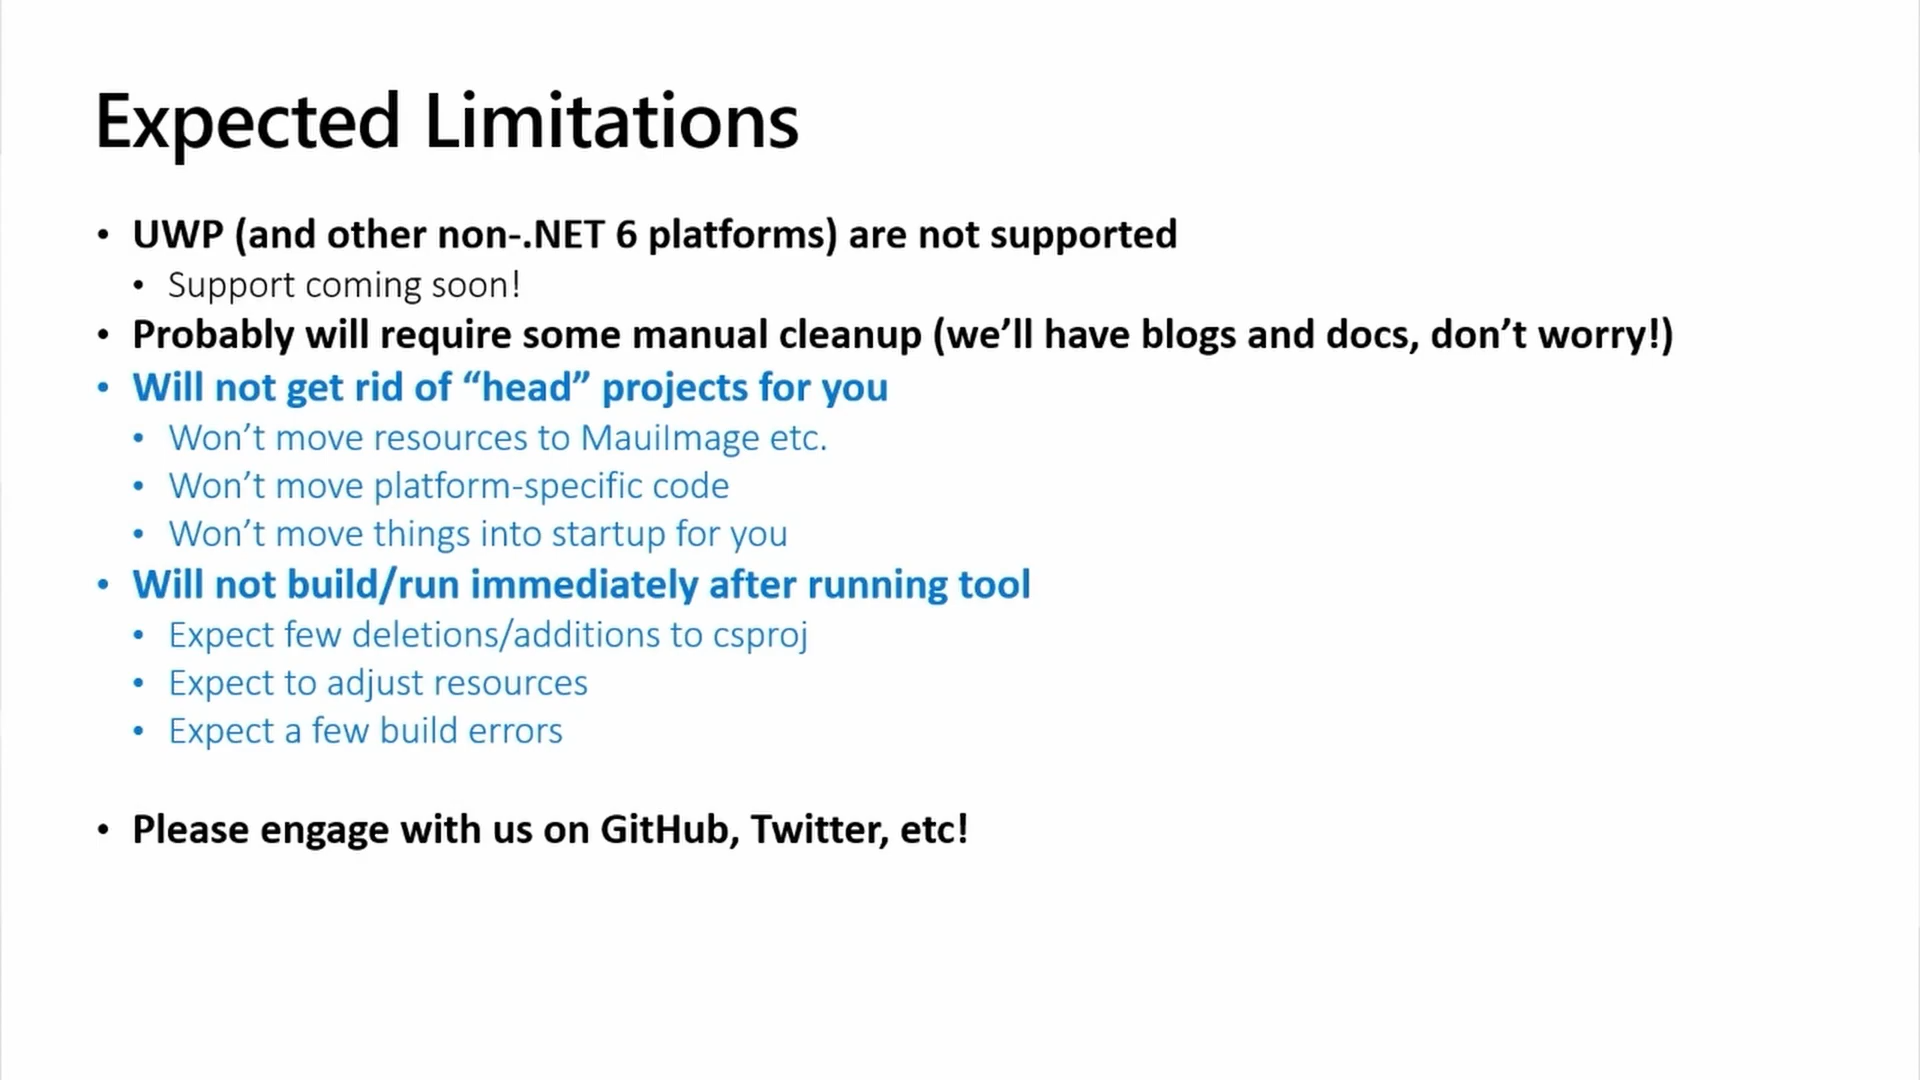 Expected Limitations
• UWP (and other non-.NET 6 platforms) are not supported
• Support coming soon!
• Probably will require some manual cleanup (we’ll have blogs and docs, don’t worry!)
• Will not get rid of “head” projects for you
• Won’t move resources to MauiImage etc.
• Won’t move platform-specific code
• Won’t move things into startup for you
• Will not build/run immediately after running tool
• Expect few deletions/additions to csproj
• Expect to adjust resources
• Expect a few build errors
• Please engage with us on GitHub, Twitter, etc!